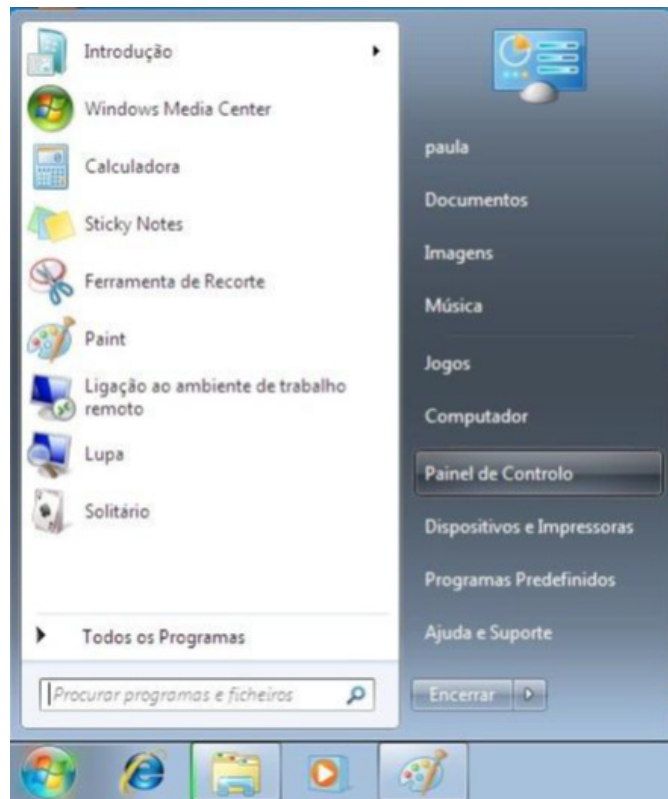 Introdução
Windows Media Center
Calculadora
Sticky Notes
Ferramenta de Recorte
Paint
Ligação ao ambiente de trabalho
remoto
Lupa
Solitário
Todos os Programas
Procurar programas e ficheiros
paula
Documentos
Imagens
Música
Jogos
Computador
Painel de Controlo
Dispositivos e Impressoras
Programas Predefinidos
Ajuda e Suporte
Encerrar